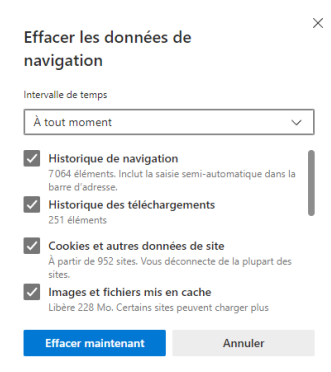 Effacer les données de
navigation
Intervalle de temps
À tout moment
Historique de navigation
7 064 éléments. Inclut la saisie semi-automatique dans la
barre d'adresse.
Historique des téléchargements
251 éléments
Cookies et autres données de site
À partir de 952 sites. Vous déconnecte de la plupart des
sites.
Images et fichiers mis en cache
Libère 228 Mo. Certains sites peuvent charger plus
Effacer maintenant
Annuler